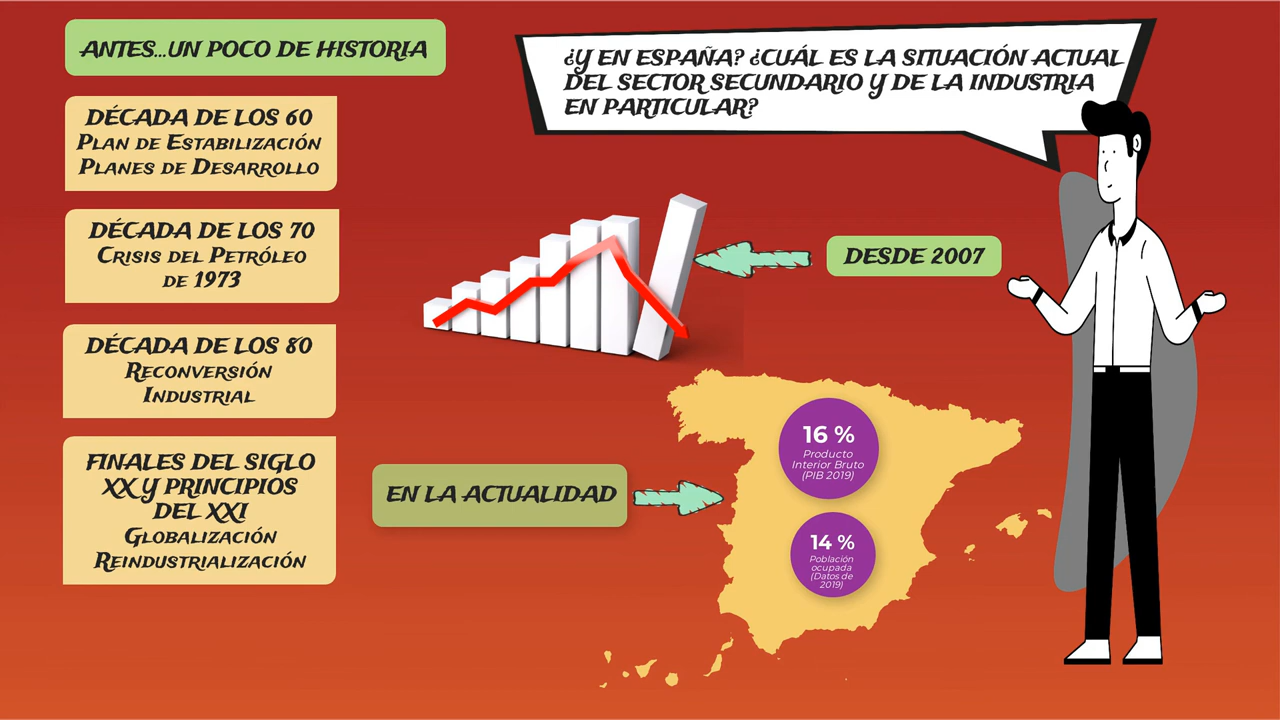 ANTES...UN POCO DE HISTORIA
DÉCADA DE LOS 60
PLAN DE ESTABILIZACIÓN
PLANES DE DESARROLLO
DÉCADA DE LOS 70
CRISIS DEL PETRÓLEO
DE 1973
DÉCADA DE LOS 80
RECONVERSIÓN
INDUSTRIAL
FINALES DEL SIGLO
XX Y PRINCIPIOS
DEL XXI
GLOBALIZACIÓN
REINDUSTRIALIZACIÓN
¿Y EN ESPAÑA? ¿CUÁL ES LA SITUACIÓN ACTUAL
DEL SECTOR SECUNDARIO Y DE LA INDUSTRIA
EN PARTICULAR?
DESDE 2007
EN LA ACTUALIDAD
16 %
Producto
Interior Bruto
(PIB 2019)
14 %
Población
ocupada
(Datos de
2019)